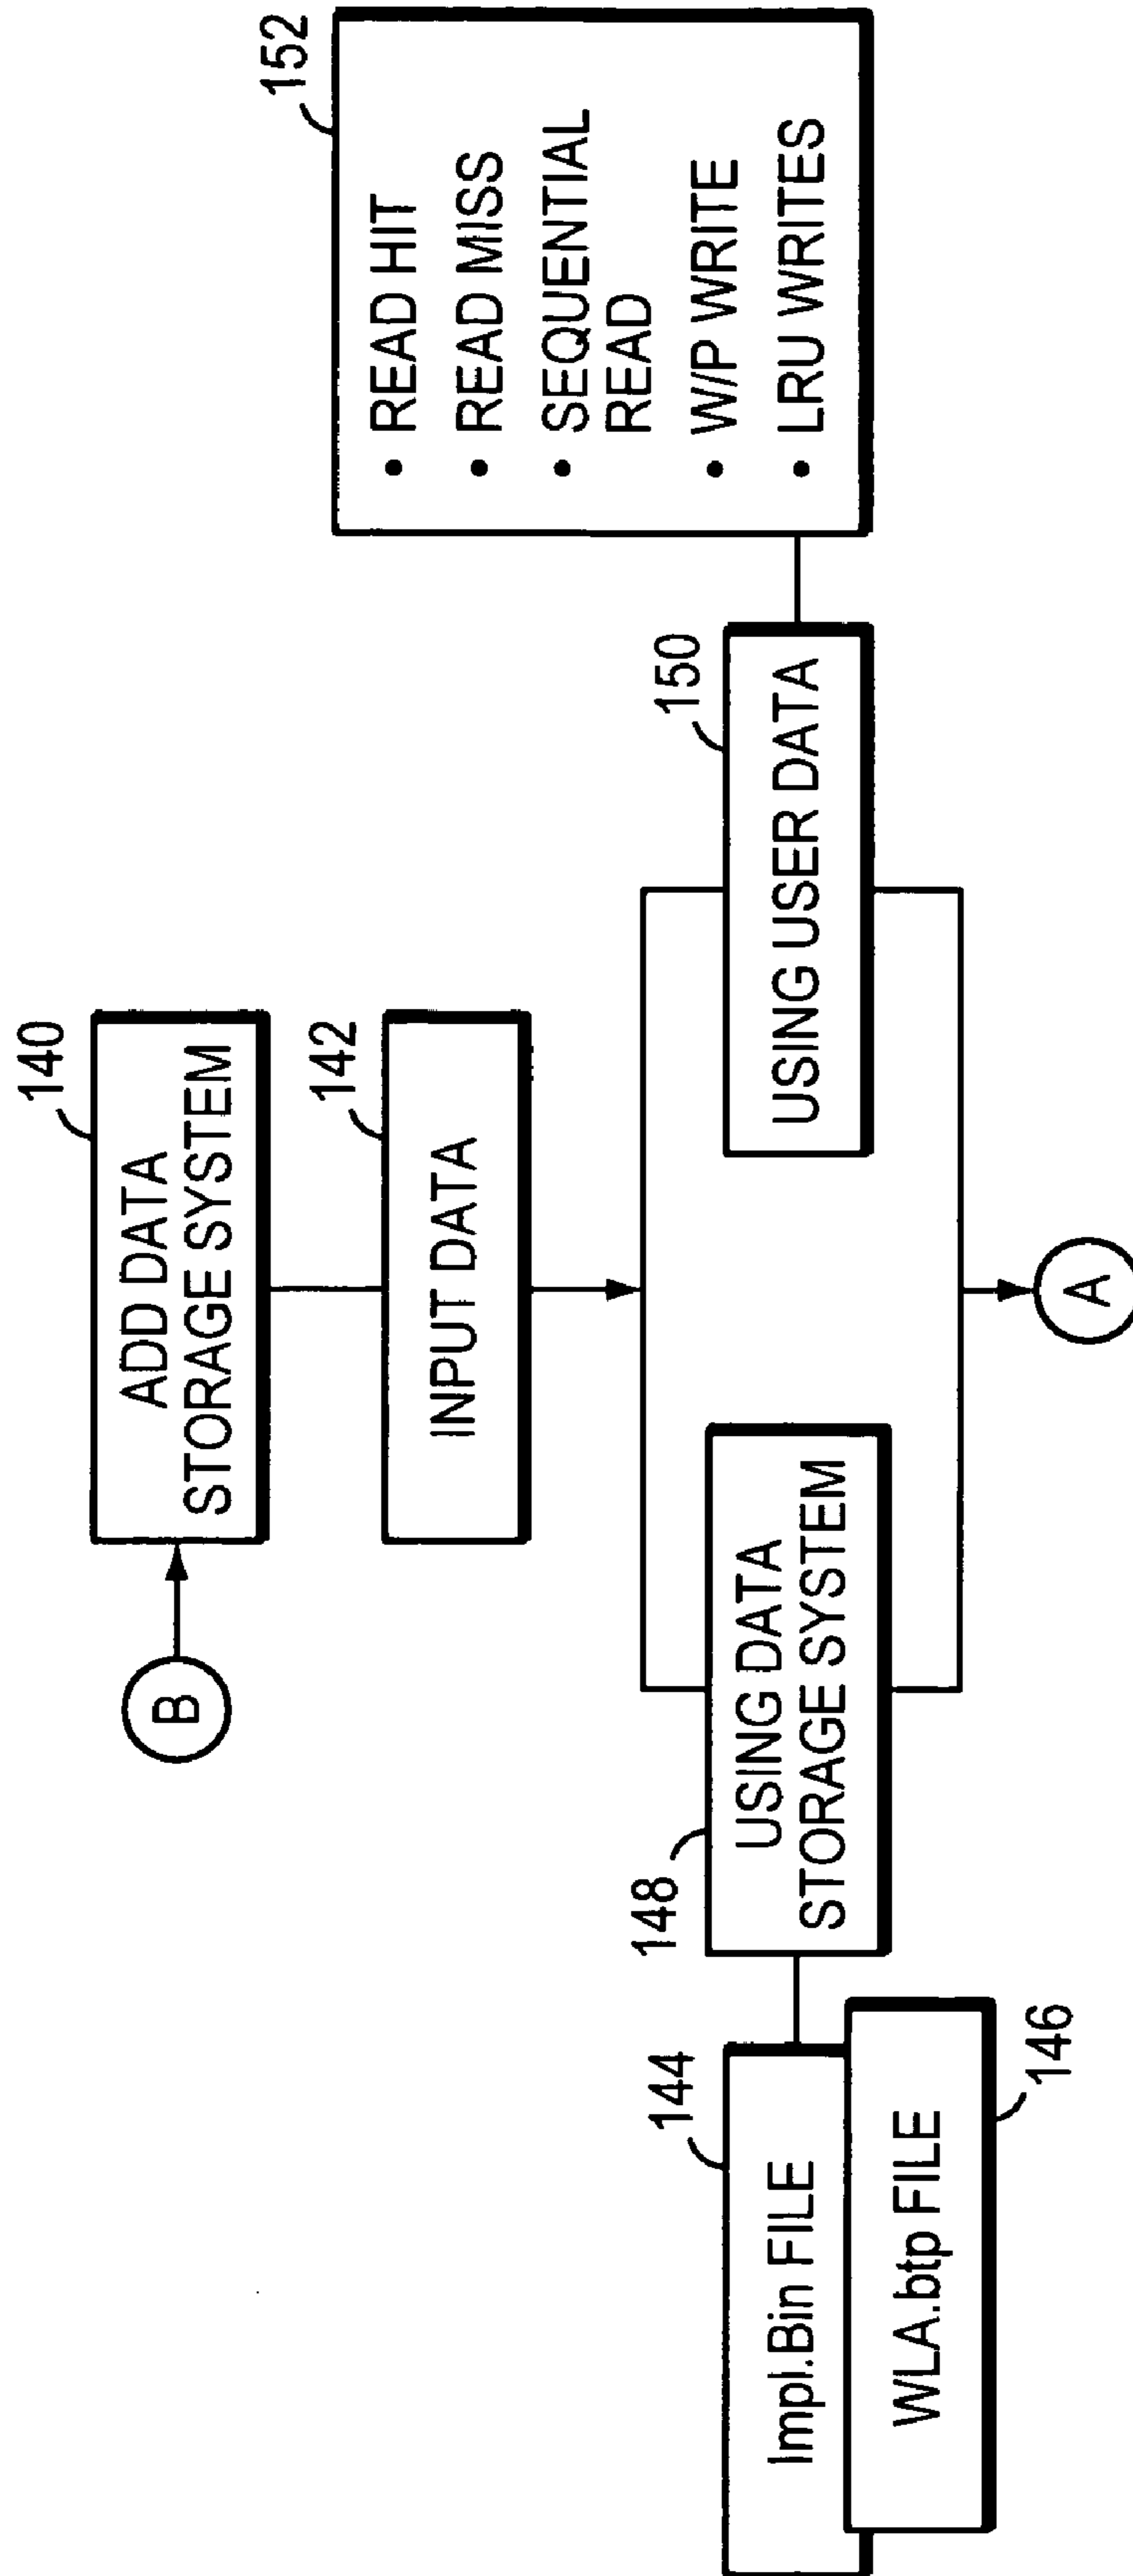 140
B
ADD DATA
STORAGE SYSTEM
142
INPUT DATA
144
Impl.Bin FILE
WLA.btp FILE
146
148
USING DATA
STORAGE SYSTEM
150
USING USER DATA
152
• READ HIT
• READ MISS
• SEQUENTIAL
READ
• W/P WRITE
• LRU WRITES
A